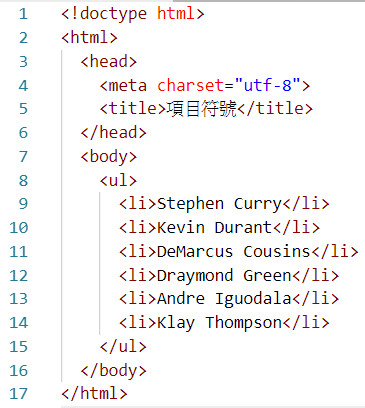 1 <!doctype html>
2 <html>
3 <head>
4 <meta charset="utf-8">
5 <title>項目符號</title>
6 </head>
7 <body>
8 <ul>
9 <li>Stephen Curry</li>
10 <li>Kevin Durant</li>
11 <li>DeMarcus Cousins</li>
12 <li>Draymond Green</li>
13 <li>Andre Iguodala</li>
14 <li>Klay Thompson</li>
15 </ul>
16 </body>
17 </html>